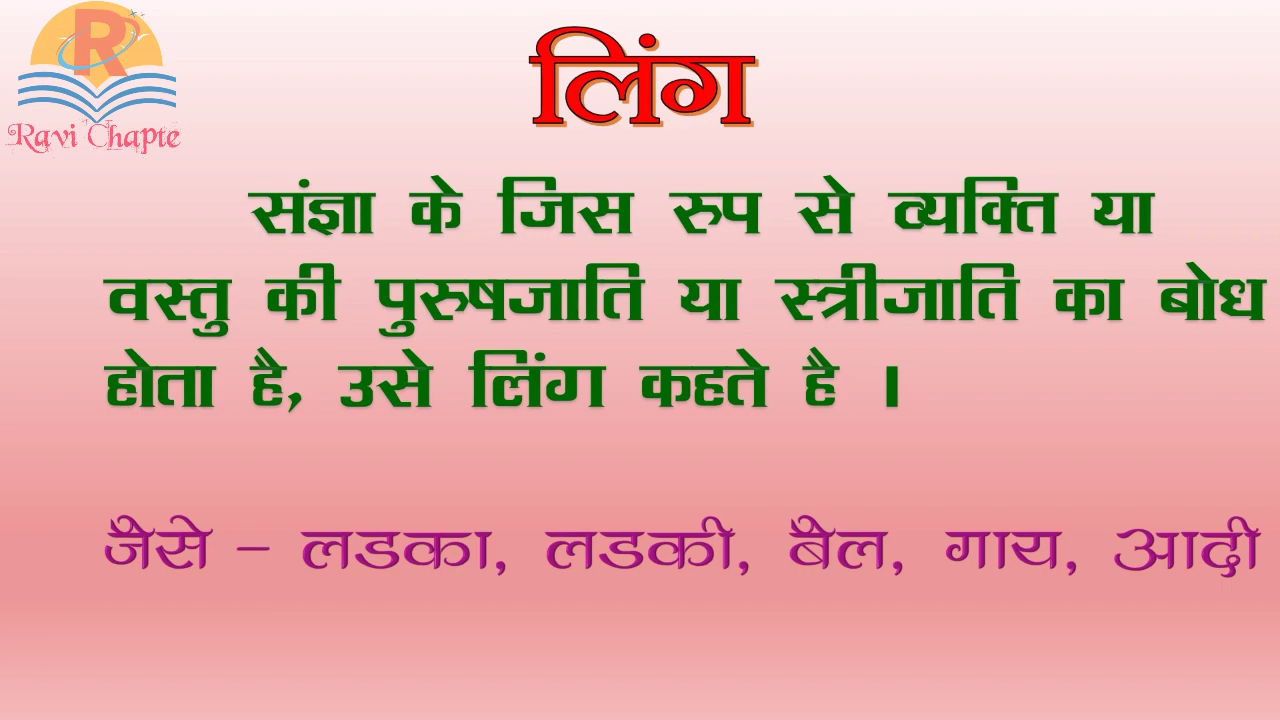 Ravi Chapte
लिंग
संज्ञा के जिस रुप से व्यक्ति या
वस्तु की पुरुषजाति या स्त्रीजाति का बोध
होता है, उसे लिंग कहते है ।
जैसे – लडका, लडकी, बैल, गाय, आदी